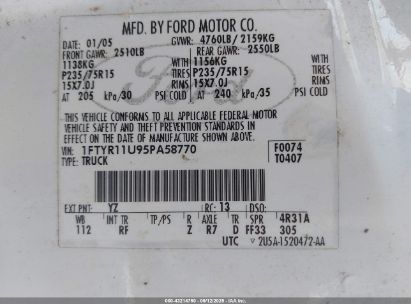 MFD. BY FORD MOTOR CO.
DATE: 01/05 GVWR: 4760LB/2159KG
FRONT GAWR: 2510LB REAR GAWR: 2550LB
1138KG WITH 1156KG WITH
P235/75R15 TIRES P235/75R15 TIRES
15X7.0J RIMS 15X7.0J RIMS
AT 205 kPa/30 PSI COLD AT 240 kPa/35 PSI COLD
THIS VEHICLE CONFORMS TO ALL APPLICABLE FEDERAL MOTOR
VEHICLE SAFETY AND THEFT PREVENTION STANDARDS IN
EFFECT ON THE DATE OF MANUFACTURE SHOWN ABOVE.
VIN: 1FTYR11U95PA58770 F0074
TYPE: TRUCK T0407
EXT PNT: YZ RC: 13 DSO:
WB INT TR TP/PS R AXLE TR SPR 4R31A
112 RF Z R7 D FF33 305
UTC 2U5A-1520472-AA
Ford